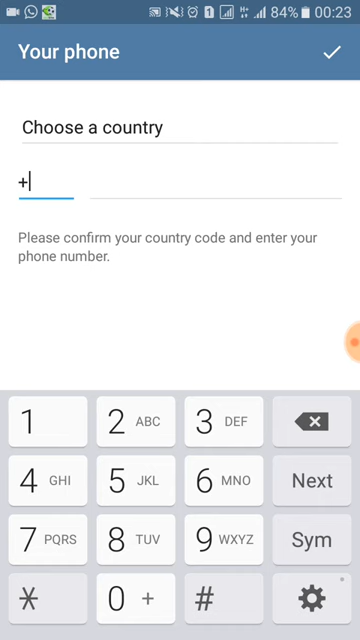 84% 00:23
Your phone
Choose a country
+
Please confirm your country code and enter your
phone number.
1 2 ABC 3 DEF
4 GHI 5 JKL 6 MNO Next
7 PQRS 8 TUV 9 WXYZ Sym
* 0 + #